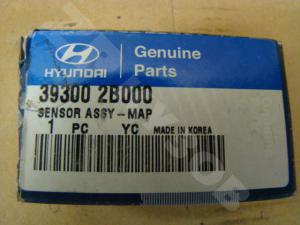 HYUNDAI
Genuine
Parts
39300 2B000
SENSOR ASSY-MAP
1 PC YC MADE IN KOREA